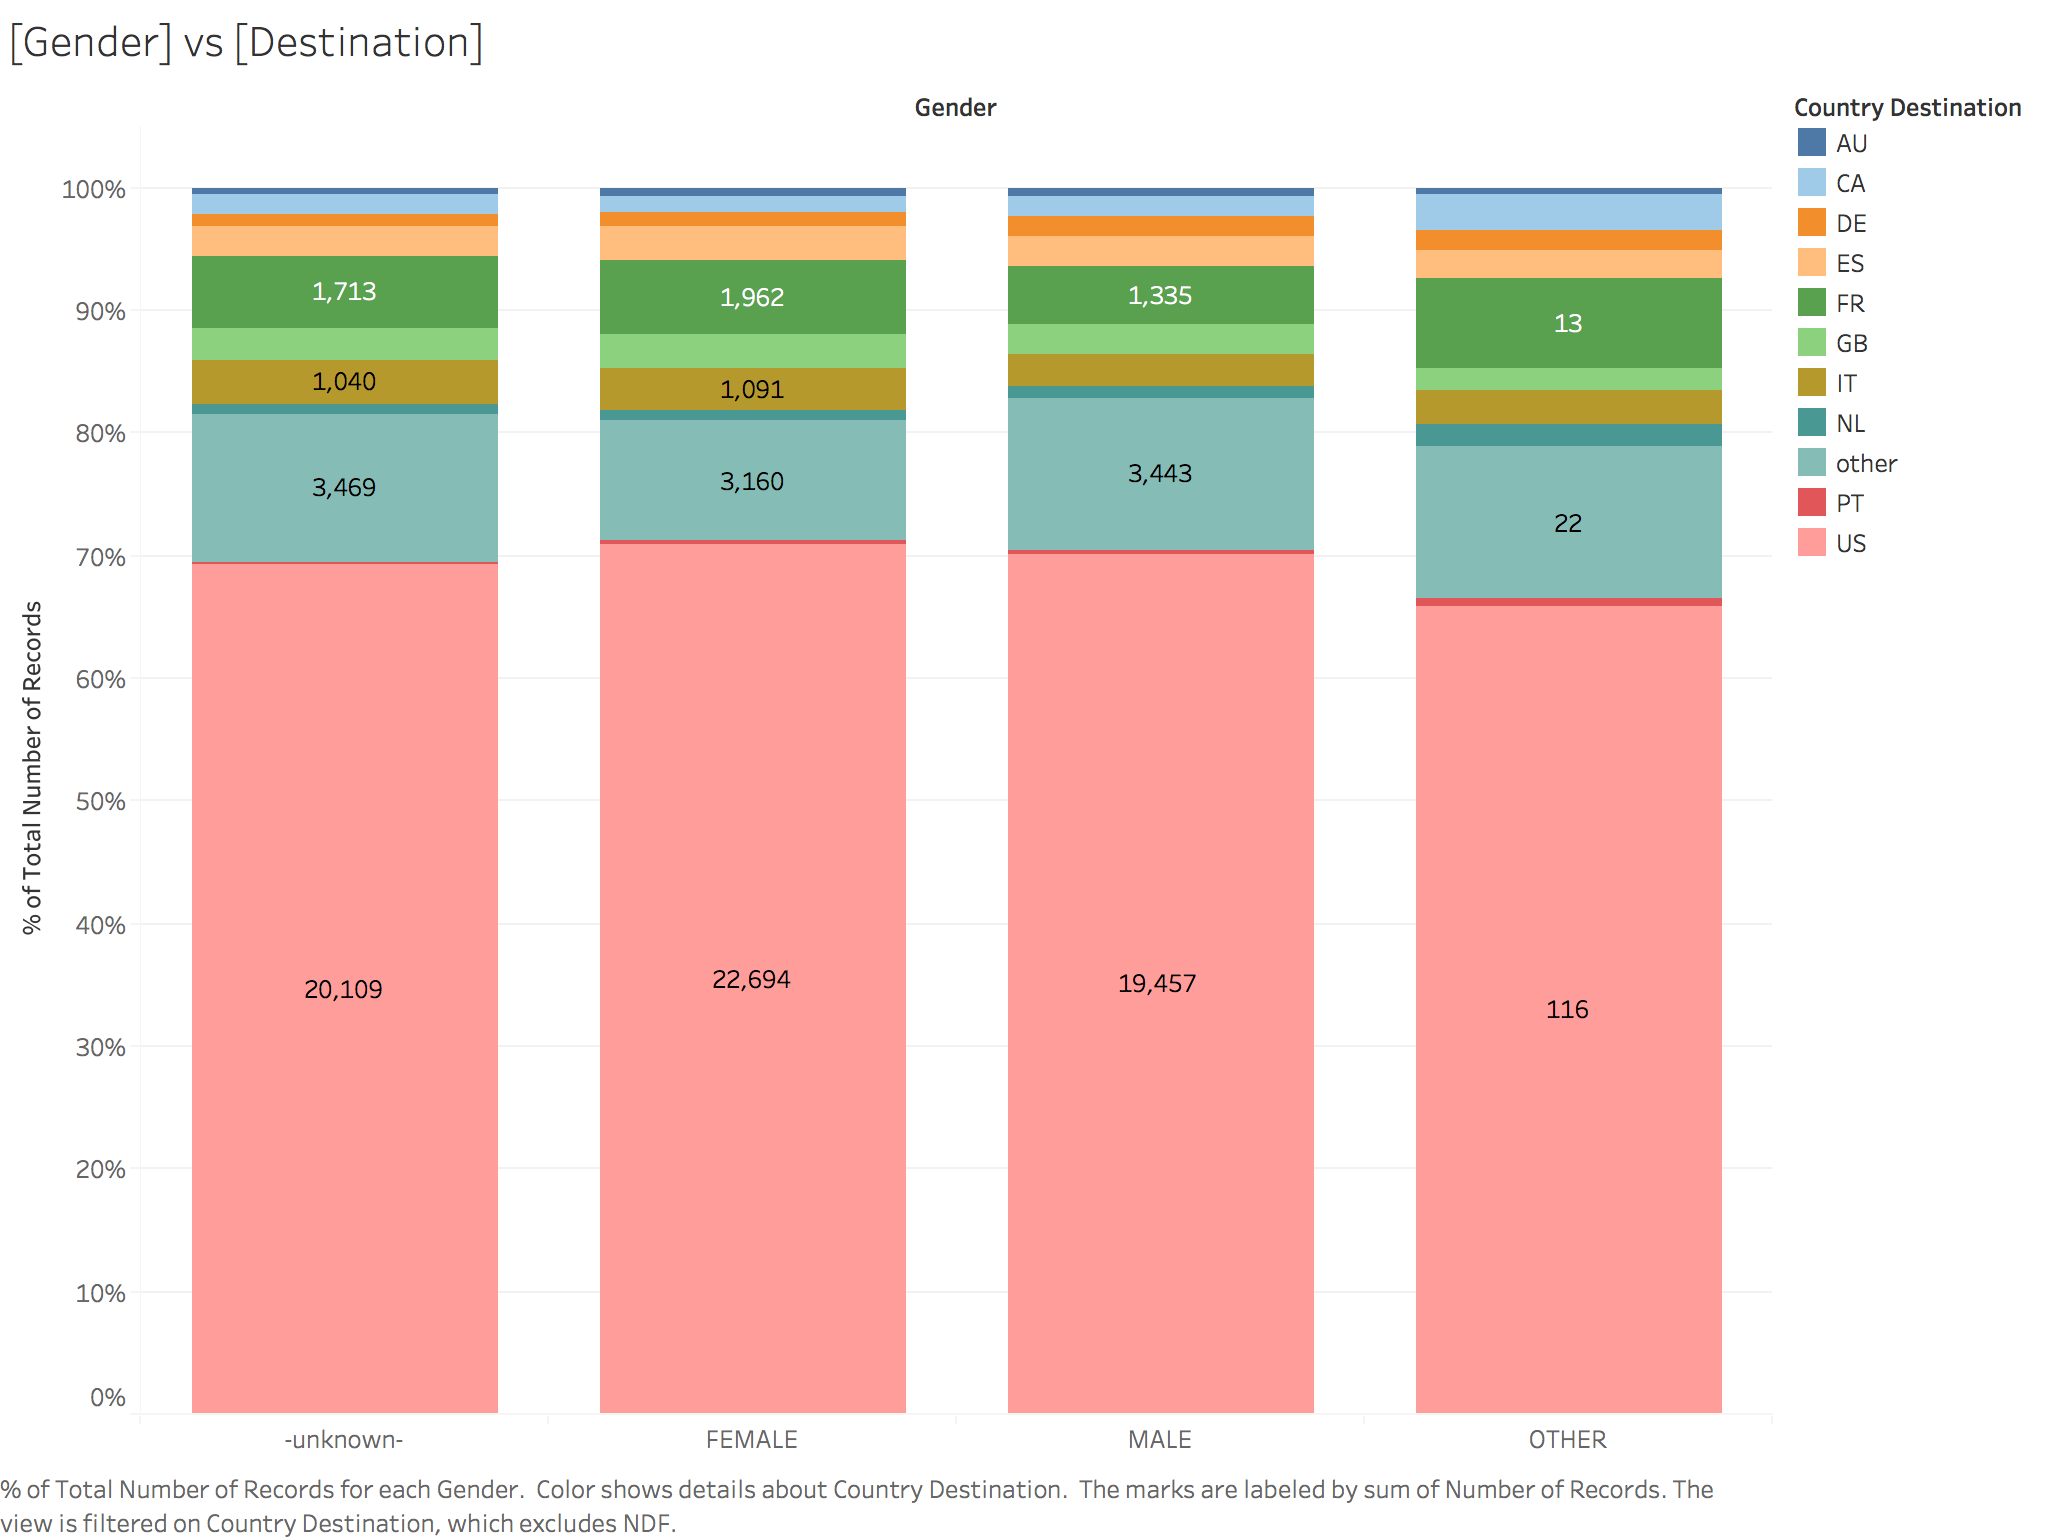 [Gender] vs [Destination]
Gender
Country Destination
AU
CA
DE
ES
FR
GB
IT
NL
other
PT
US
% of Total Number of Records
100%
90%
80%
70%
60%
50%
40%
30%
20%
10%
0%
1,713
1,040
3,469
20,109
1,962
1,091
3,160
22,694
1,335
3,443
19,457
13
22
116
-unknown-
FEMALE
MALE
OTHER
% of Total Number of Records for each Gender.  Color shows details about Country Destination.  The marks are labeled by sum of Number of Records. The
view is filtered on Country Destination, which excludes NDF.